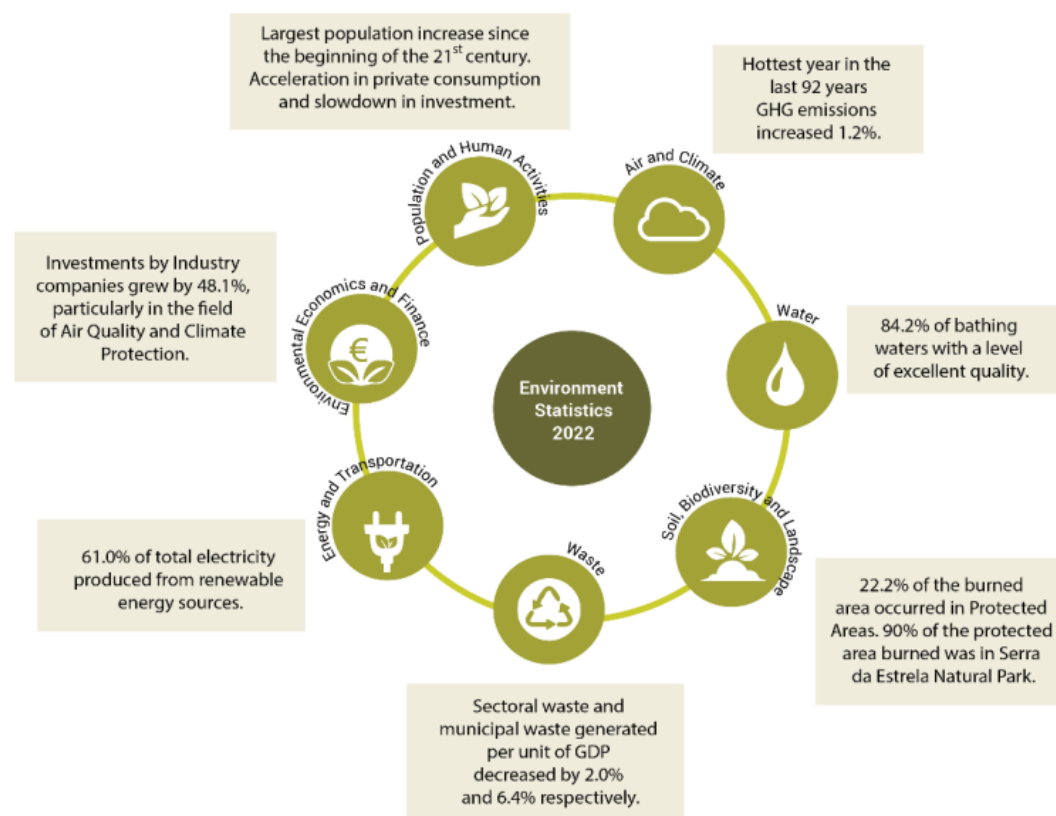 Largest population increase since
the beginning of the 21st century.
Acceleration in private consumption
and slowdown in investment.
Hottest year in the
last 92 years
GHG emissions
increased 1.2%.
Population and Human Activities
Air and Climate
Investments by Industry
companies grew by 48.1%,
particularly in the field
of Air Quality and Climate
Protection.
Environmental Economics and Finance
€
Water
84.2% of bathing
waters with a level
of excellent quality.
Environment
Statistics
2022
Energy and Transportation
Soil, Biodiversity and Landscape
61.0% of total electricity
produced from renewable
energy sources.
Waste
22.2% of the burned
area occurred in Protected
Areas. 90% of the protected
area burned was in Serra
da Estrela Natural Park.
Sectoral waste and
municipal waste generated
per unit of GDP
decreased by 2.0%
and 6.4% respectively.